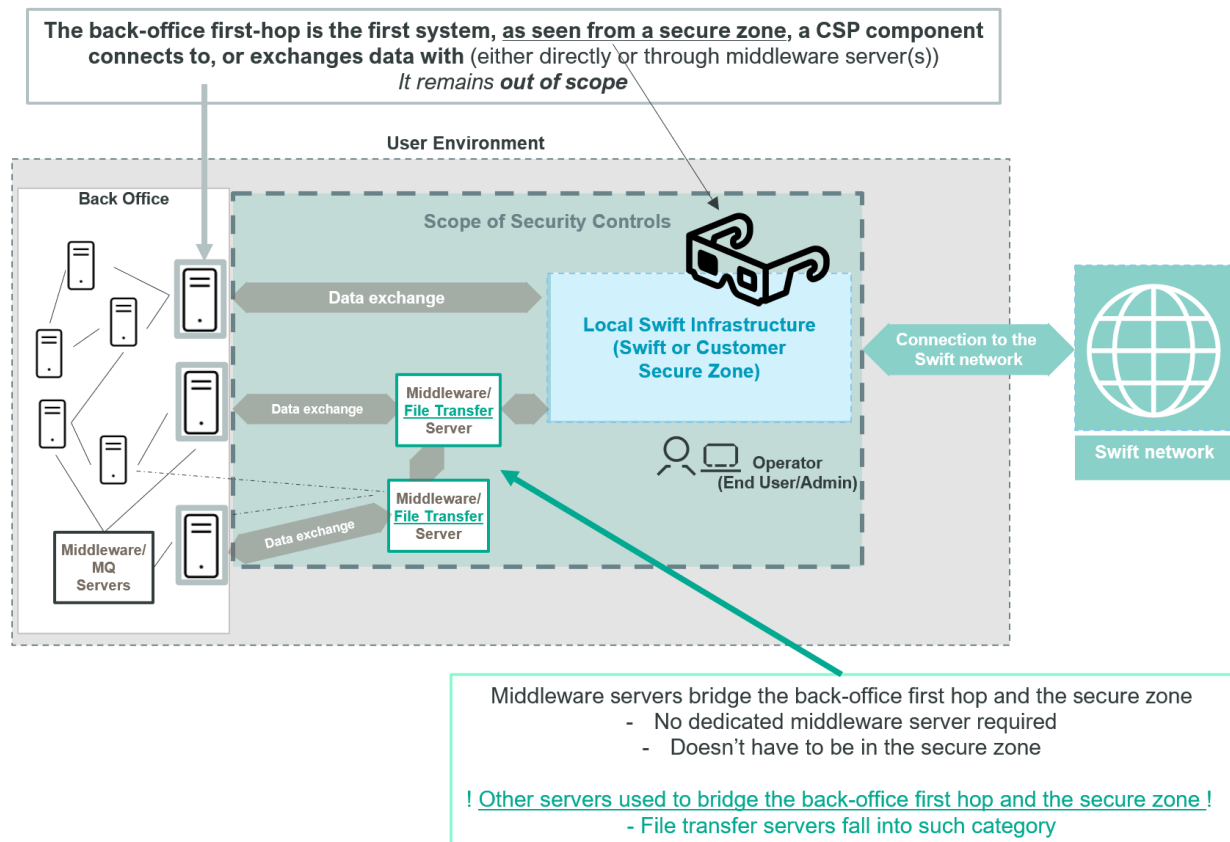 The back-office first-hop is the first system, as seen from a secure zone, a CSP component
connects to, or exchanges data with (either directly or through middleware server(s))
It remains out of scope
User Environment
Back Office
Scope of Security Controls
Data exchange
Local Swift Infrastructure
(Swift or Customer
Secure Zone)
Connection to the
Swift network
Swift network
Data exchange
Middleware/
File Transfer
Server
Operator
(End User/Admin)
Middleware/
File Transfer
Server
Data exchange
Middleware/
MQ
Servers
Middleware servers bridge the back-office first hop and the secure zone
- No dedicated middleware server required
- Doesn't have to be in the secure zone
! Other servers used to bridge the back-office first hop and the secure zone !
- File transfer servers fall into such category